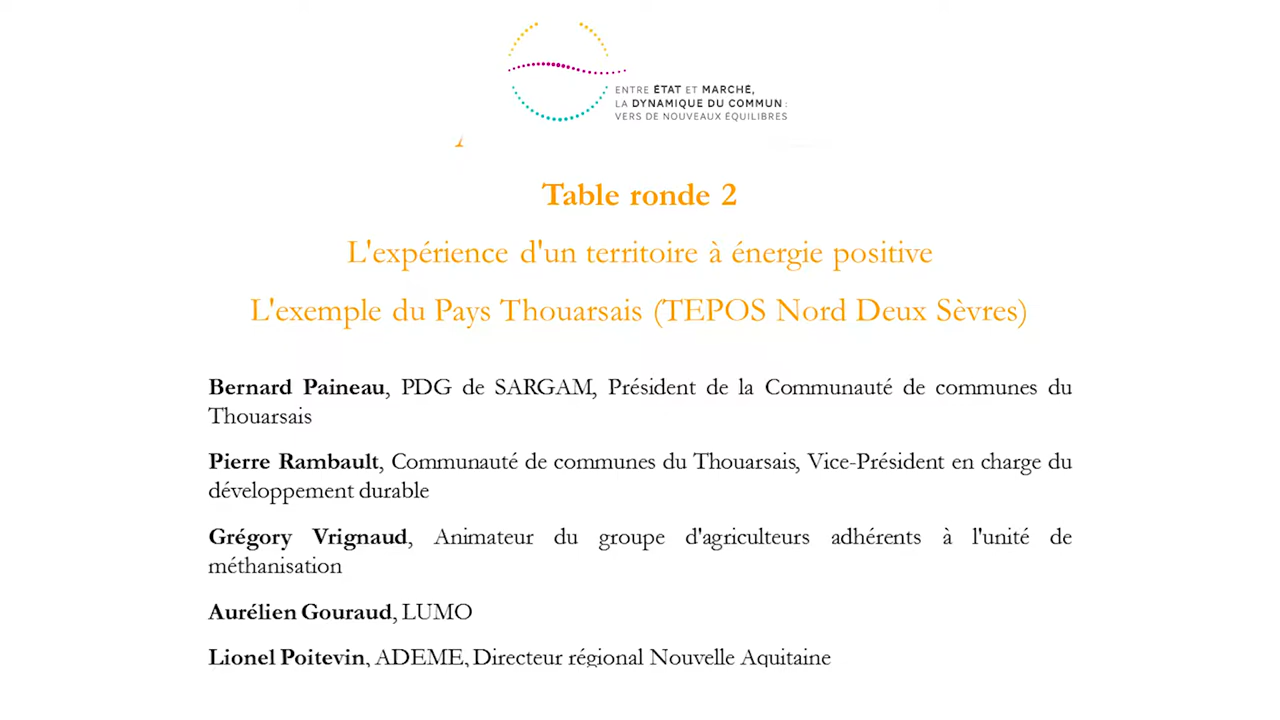 ENTRE ÉTAT ET MARCHÉ,
LA DYNAMIQUE DU COMMUN :
VERS DE NOUVEAUX ÉQUILIBRES
Table ronde 2
L'expérience d'un territoire à énergie positive
L'exemple du Pays Thouarsais (TEPOS Nord Deux Sèvres)
Bernard Paineau, PDG de SARGAM, Président de la Communauté de communes du
Thouarsais
Pierre Rambault, Communauté de communes du Thouarsais, Vice-Président en charge du
développement durable
Grégory Vrignaud, Animateur du groupe d'agriculteurs adhérents à l'unité de
méthanisation
Aurélien Gouraud, LUMO
Lionel Poitevin, ADEME, Directeur régional Nouvelle Aquitaine